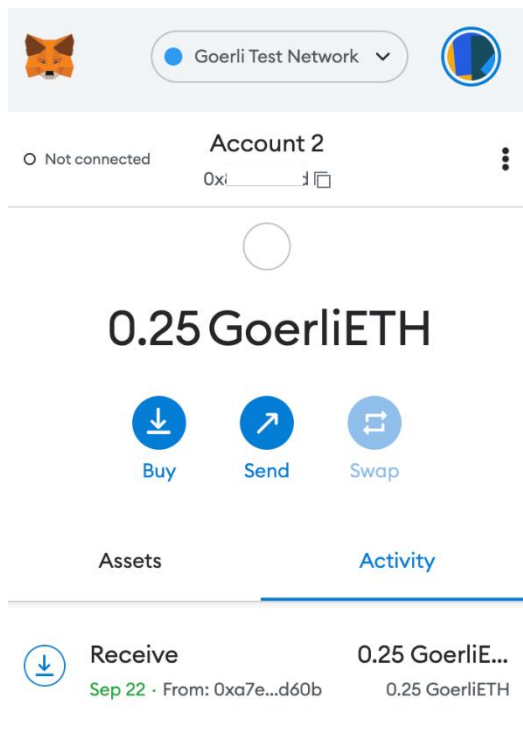 Goerli Test Network
Not connected
Account 2
0.25 GoerliETH
Buy
Send
Swap
Assets
Activity
Receive
0.25 GoerliE...
Sep 22 · From: 0xa7e...d60b
0.25 GoerliETH